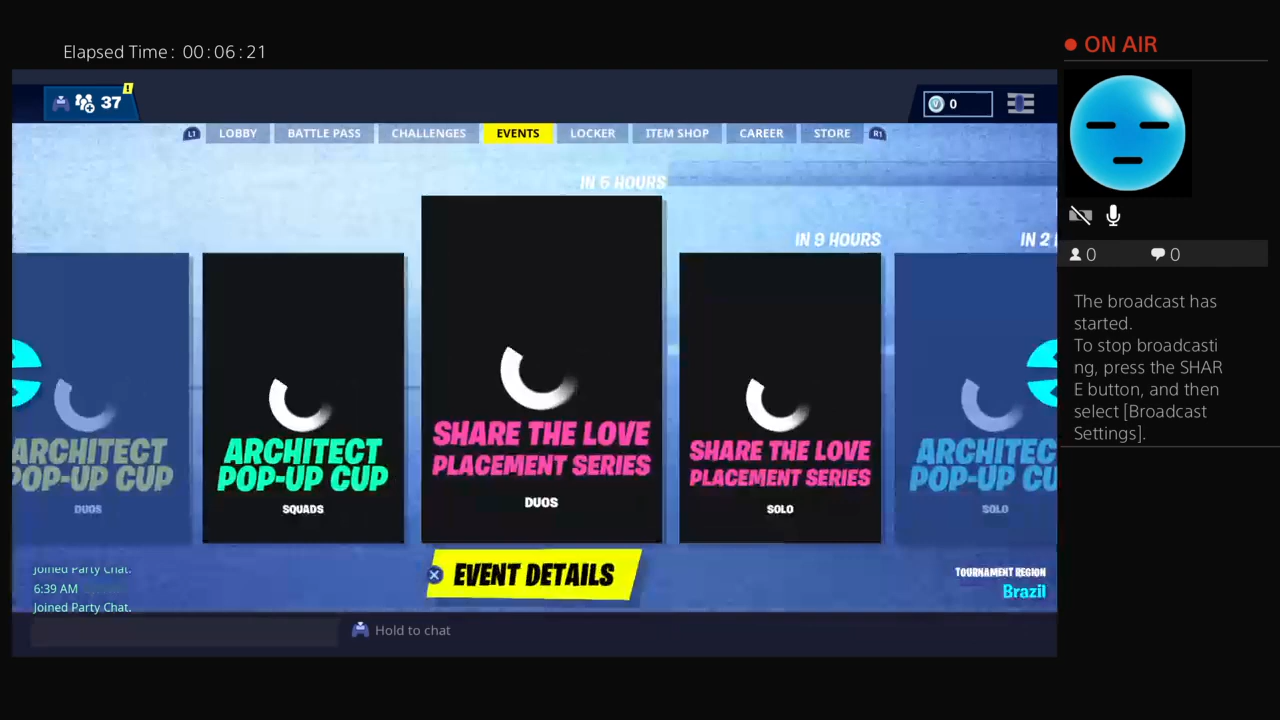 Elapsed Time: 00:06:21
ON AIR
37
!
0
L1
LOBBY
BATTLE PASS
CHALLENGES
EVENTS
LOCKER
ITEM SHOP
CAREER
STORE
R1
0
0
IN 6 HOURS
IN 9 HOURS
IN 2
The broadcast has
started.
To stop broadcasti
ng, press the SHAR
E button, and then
select [Broadcast
Settings].
ARCHITECT
POP-UP CUP
DUOS
ARCHITECT
POP-UP CUP
SQUADS
SHARE THE LOVE
PLACEMENT SERIES
DUOS
SHARE THE LOVE
PLACEMENT SERIES
SOLO
ARCHITEC
POP-UP CU
SOLO
EVENT DETAILS
TOURNAMENT REGION
Brazil
Joined Party Chat.
6:39 AM
Joined Party Chat.
Hold to chat